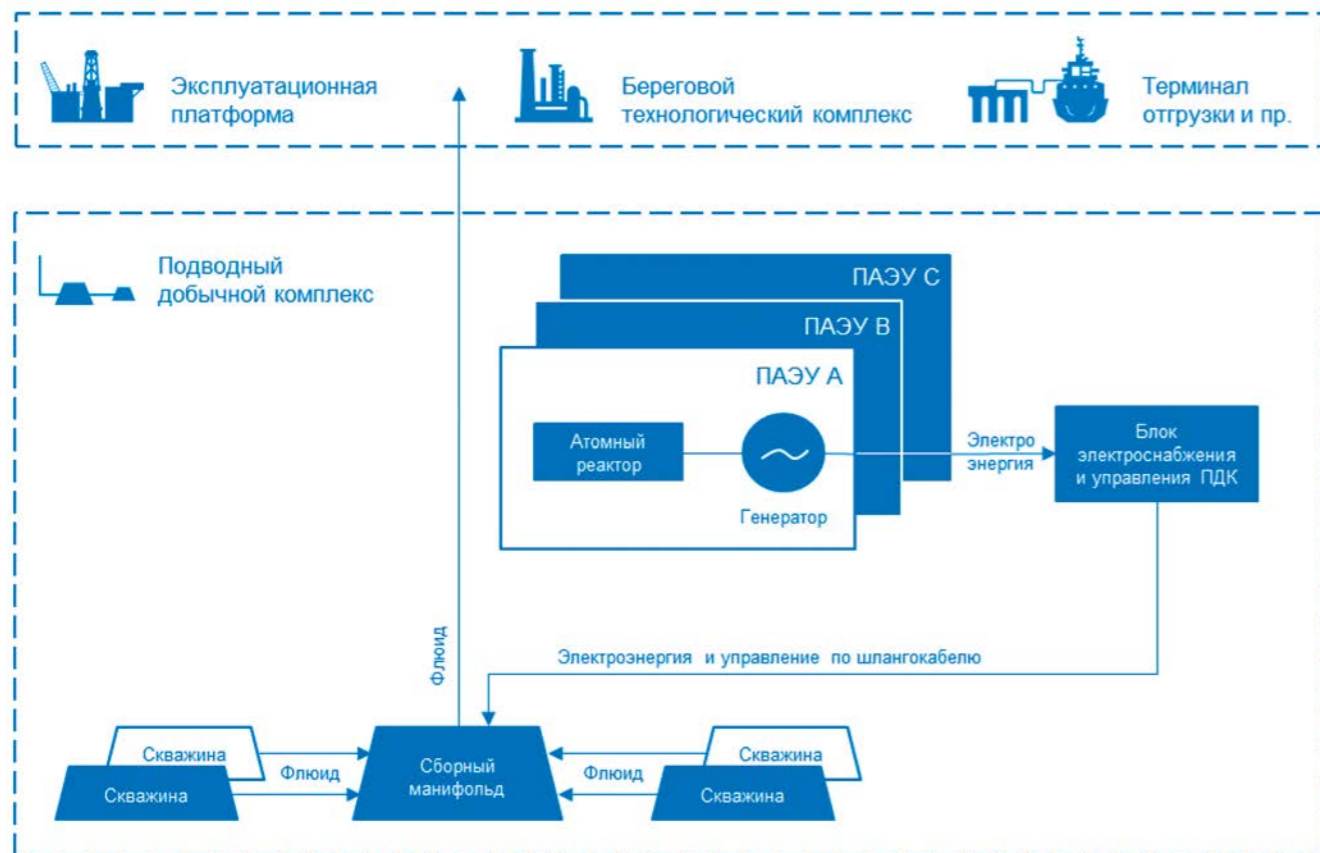 Эксплуатационная
платформа
Береговой
технологический комплекс
Терминал
отгрузки и пр.
Подводный
добычной комплекс
ПАЭУ С
ПАЭУ В
ПАЭУ А
Атомный
реактор
Генератор
Электро
энергия
Блок
электроснабжения
и управления ПДК
Флюид
Электроэнергия и управление по шлангокабелю
Скважина
Скважина
Флюид
Сборный
манифольд
Флюид
Скважина
Скважина